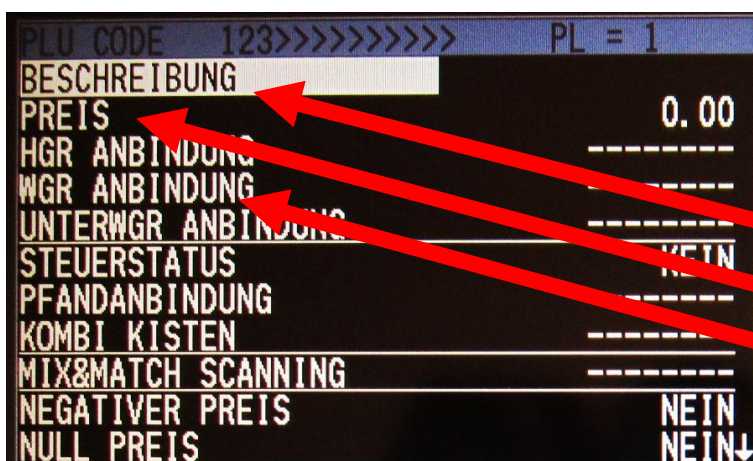 PLU CODE 123>>>>>>>>>> PL = 1
BESCHREIBUNG
PREIS 0.00
HGR ANBINDUNG --------
WGR ANBINDUNG --------
UNTERWGR ANBINDUNG --------
STEUERSTATUS KEIN
PFANDANBINDUNG --------
KOMBI KISTEN --------
MIX&MATCH SCANNING --------
NEGATIVER PREIS NEIN
NULL PREIS NEIN↓